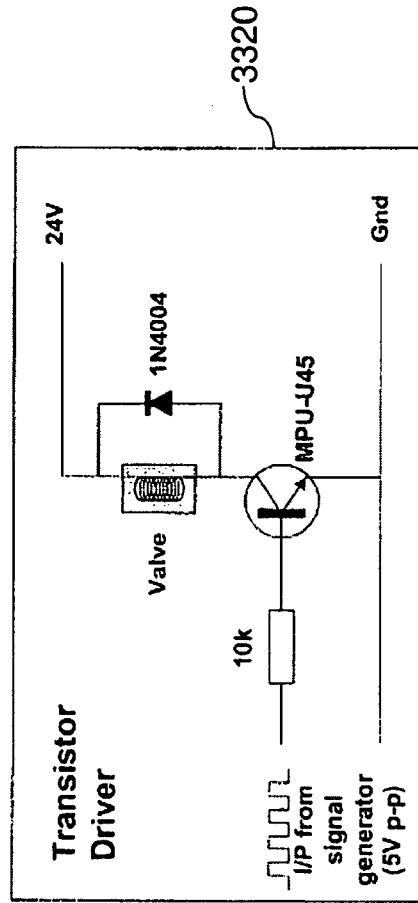 Transistor
Driver
24V
Valve
1N4004
10k
MPU-U45
I/P from
signal
generator
(5V p-p)
Gnd
3320